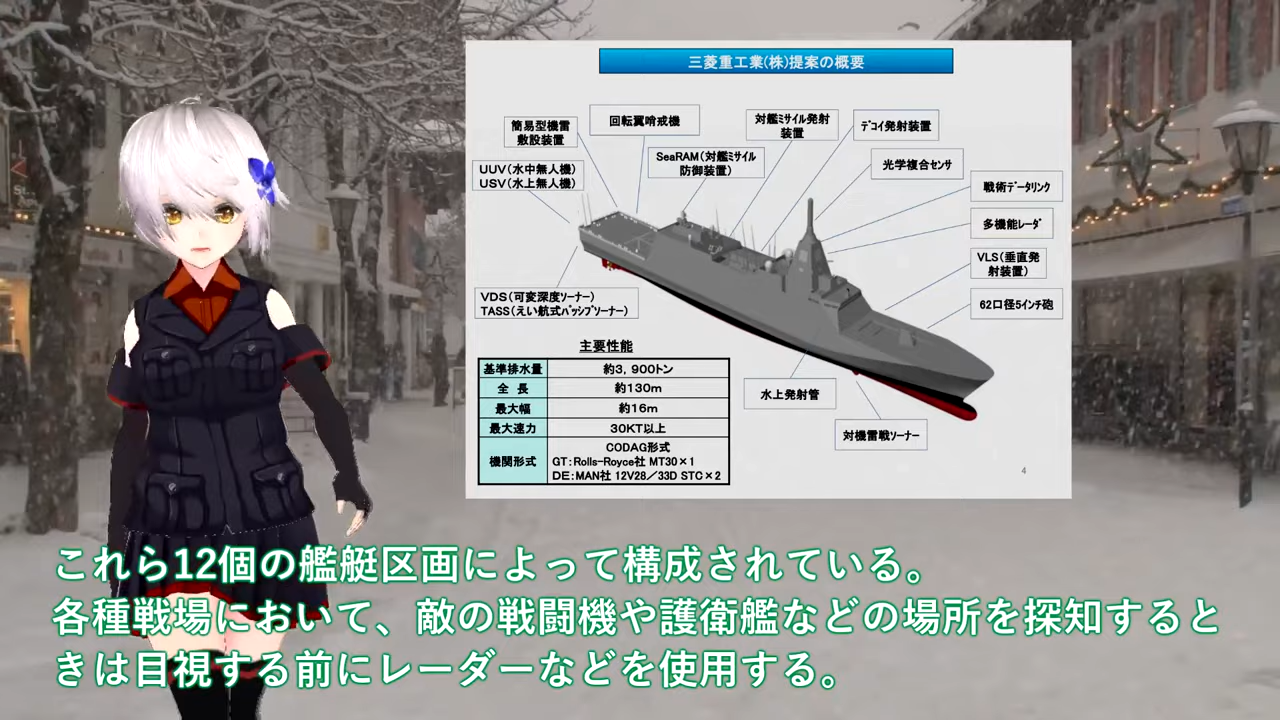 三菱重工業(株)提案の概要
簡易型機雷
敷設装置
回転翼哨戒機
対艦ﾐｻｲﾙ発射
装置
ﾃﾞｺｲ発射装置
UUV(水中無人機)
USV(水上無人機)
SeaRAM(対艦ﾐｻｲﾙ
防御装置)
光学複合センサ
戦術ﾃﾞｰﾀﾘﾝｸ
多機能ﾚｰﾀﾞ
VLS(垂直発
射装置)
62口径5インチ砲
VDS(可変深度ソーナー)
TASS(えい航式ﾊﾟｯｼﾌﾞソーナー)
水上発射管
対機雷戦ソーナー
主要性能
基準排水量 約3，900トン
全 長 約130m
最大幅 約16m
最大速力 30KT以上
機関形式 CODAG形式
GT：Rolls-Royce社 MT30×1
DE：MAN社 12V28／33D STC×2
4
これら12個の艦艇区画によって構成されている。
各種戦場において、敵の戦闘機や護衛艦などの場所を探知すると
きは目視する前にレーダーなどを使用する。